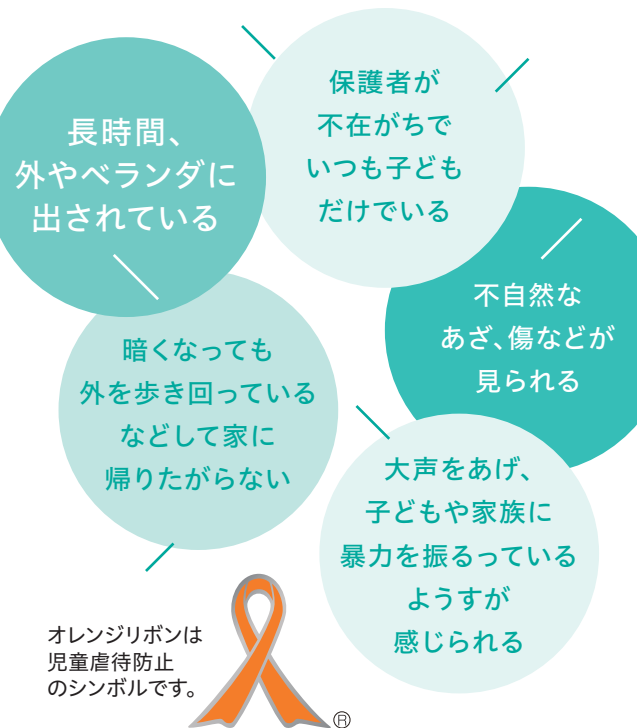 長時間、
外やベランダに
出されている
保護者が
不在がちで
いつも子ども
だけでいる
不自然な
あざ、傷などが
見られる
暗くなっても
外を歩き回っている
などして家に
帰りたがらない
大声をあげ、
子どもや家族に
暴力を振るっている
ようすが
感じられる
オレンジリボンは
児童虐待防止
のシンボルです。
®